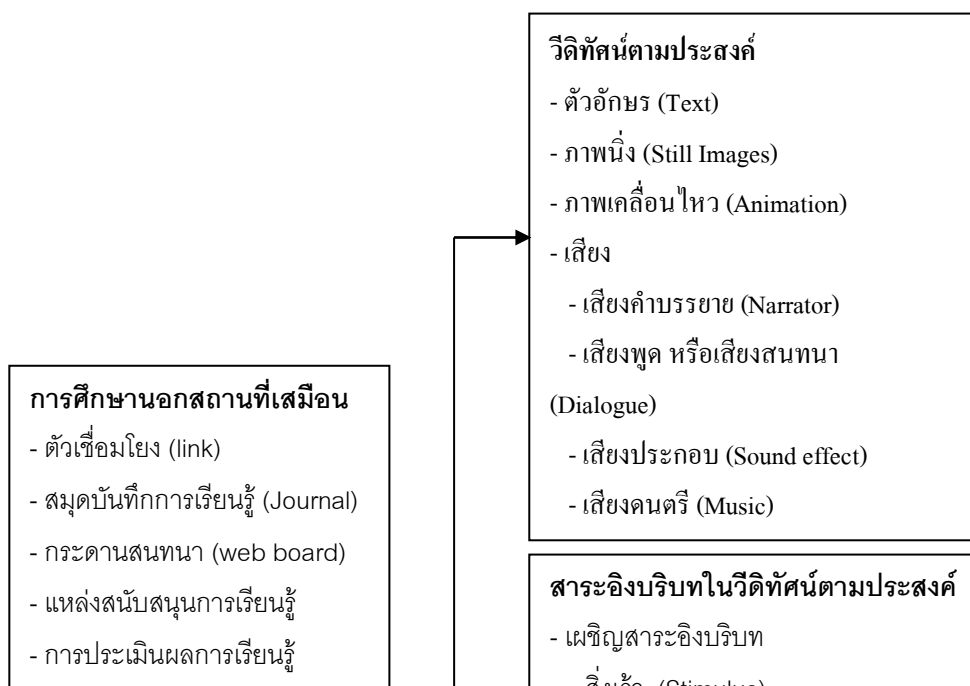 วีดิทัศน์ตามประสงค์
- ตัวอักษร (Text)
- ภาพนิ่ง (Still Images)
- ภาพเคลื่อนไหว (Animation)
- เสียง
- เสียงคำบรรยาย (Narrator)
- เสียงพูด หรือเสียงสนทนา
(Dialogue)
- เสียงประกอบ (Sound effect)
- เสียงดนตรี (Music)
การศึกษานอกสถานที่เสมือน
- ตัวเชื่อมโยง (link)
- สมุดบันทึกการเรียนรู้ (Journal)
- กระดานสนทนา (web board)
- แหล่งสนับสนุนการเรียนรู้
- การประเมินผลการเรียนรู้
สาระอิงบริบทในวีดิทัศน์ตามประสงค์
- เผชิญสาระอิงบริบท
(Stimulus)